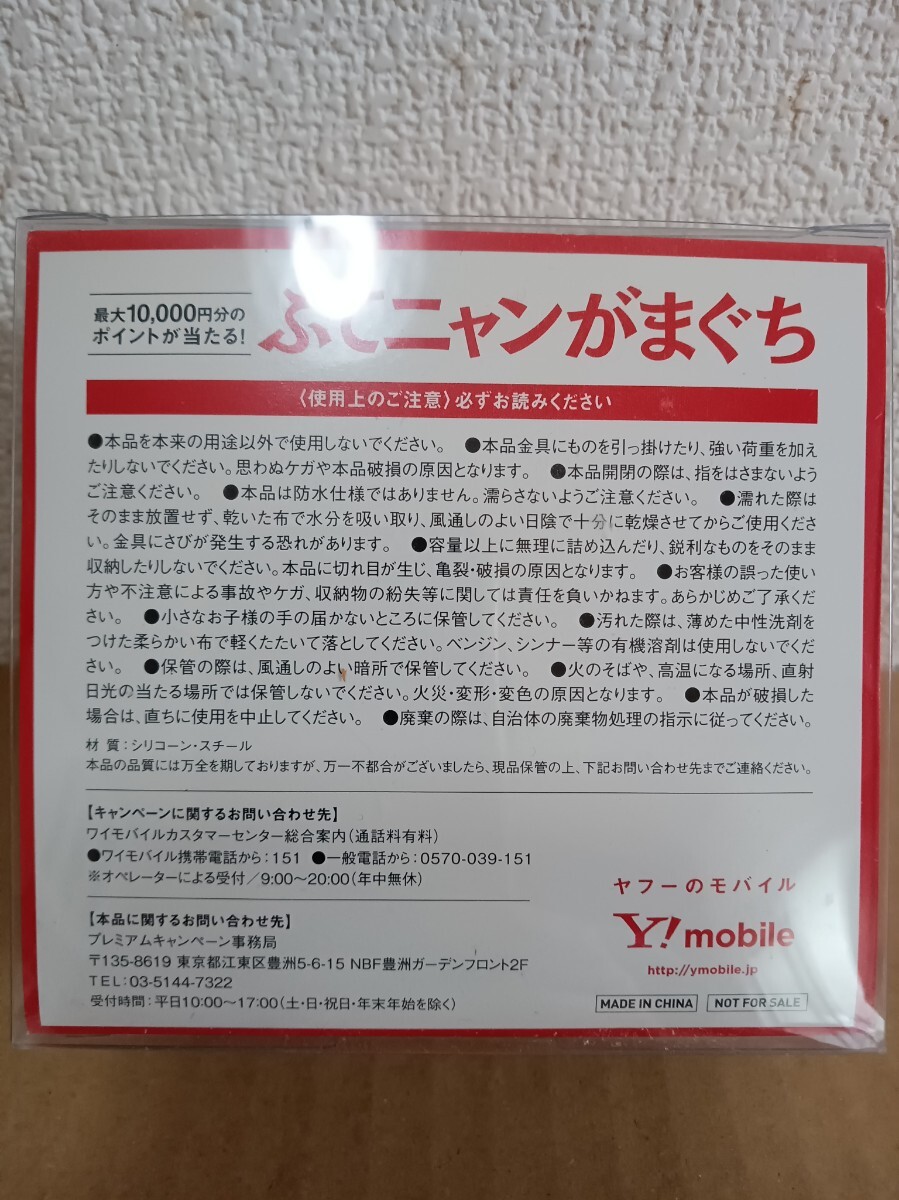 最大10,000円分の
ポイントが当たる!
ふてニャンがまぐち
〈使用上のご注意〉必ずお読みください
●本品を本来の用途以外で使用しないでください。 ●本品金具にものを引っ掛けたり、強い荷重を加え
たりしないでください。思わぬケガや本品破損の原因となります。 ●本品開閉の際は、指をはさまないよう
ご注意ください。 ●本品は防水仕様ではありません。濡らさないようご注意ください。 ●濡れた際は
そのまま放置せず、乾いた布で水分を吸い取り、風通しのよい日陰で十分に乾燥させてからご使用くださ
い。金具にさびが発生する恐れがあります。 ●容量以上に無理に詰め込んだり、鋭利なものをそのまま
収納したりしないでください。本品に切れ目が生じ、亀裂・破損の原因となります。 ●お客様の誤った使い
方や不注意による事故やケガ、収納物の紛失等に関しては責任を負いかねます。あらかじめご了承くだ
さい。 ●小さなお子様の手の届かないところに保管してください。 ●汚れた際は、薄めた中性洗剤を
つけた柔らかい布で軽くたたいて落としてください。ベンジン、シンナー等の有機溶剤は使用しないでくだ
さい。 ●保管の際は、風通しのよい暗所で保管してください。 ●火のそばや、高温になる場所、直射
日光の当たる場所では保管しないでください。火災・変形・変色の原因となります。 ●本品が破損した
場合は、直ちに使用を中止してください。 ●廃棄の際は、自治体の廃棄物処理の指示に従ってください。
材 質:シリコーン・スチール
本品の品質には万全を期しておりますが、万一不都合がございましたら、現品保管の上、下記お問い合わせ先までご連絡ください。
【キャンペーンに関するお問い合わせ先】
ワイモバイルカスタマーセンター総合案内(通話料有料)
●ワイモバイル携帯電話から:151 ●一般電話から:0570-039-151
※オペレーターによる受付/9:00~20:00(年中無休)
【本品に関するお問い合わせ先】
プレミアムキャンペーン事務局
〒135-8619 東京都江東区豊洲5-6-15 NBF豊洲ガーデンフロント2F
TEL:03-5144-7322
受付時間:平日10:00~17:00(土・日・祝日・年末年始を除く)
ヤフーのモバイル
Y!mobile
http://ymobile.jp
MADE IN CHINA NOT FOR SALE